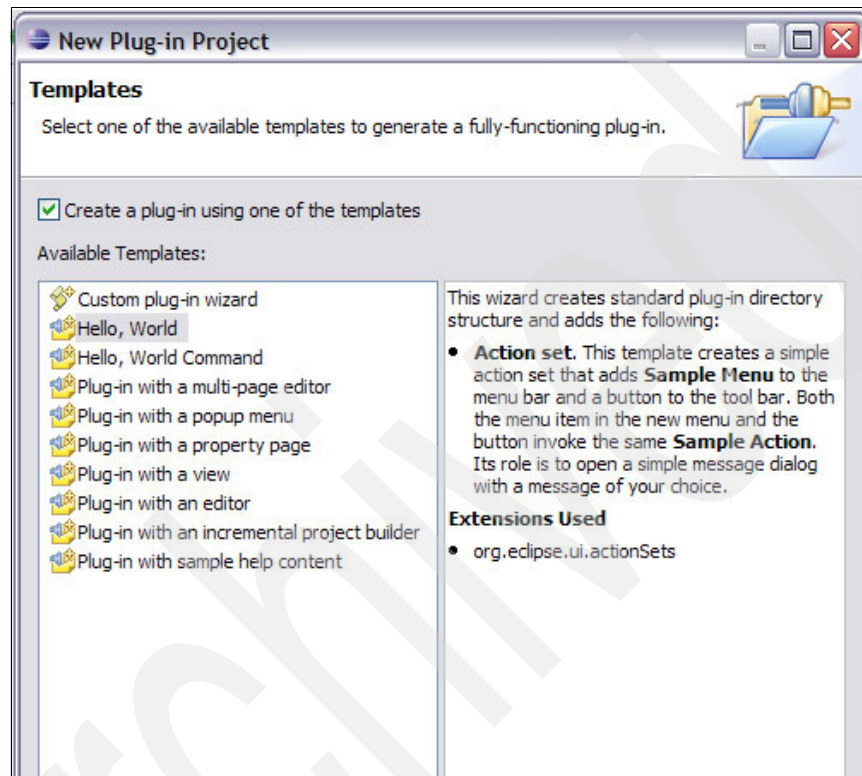 New Plug-in Project
Templates
Select one of the available templates to generate a fully-functioning plug-in.
Create a plug-in using one of the templates
Available Templates:
Custom plug-in wizard
Hello, World
Hello, World Command
Plug-in with a multi-page editor
Plug-in with a popup menu
Plug-in with a property page
Plug-in with a view
Plug-in with an editor
Plug-in with an incremental project builder
Plug-in with sample help content
This wizard creates standard plug-in directory
structure and adds the following:
• Action set. This template creates a simple
action set that adds Sample Menu to the
menu bar and a button to the tool bar. Both
the menu item in the new menu and the
button invoke the same Sample Action.
Its role is to open a simple message dialog
with a message of your choice.
Extensions Used
• org.eclipse.ui.actionSets